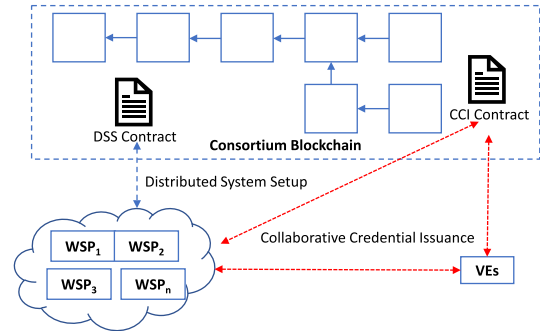 DSS Contract
CCI Contract
Consortium Blockchain
Distributed System Setup
Collaborative Credential Issuance
WSP1 WSP2
WSP3 WSPn
VEs